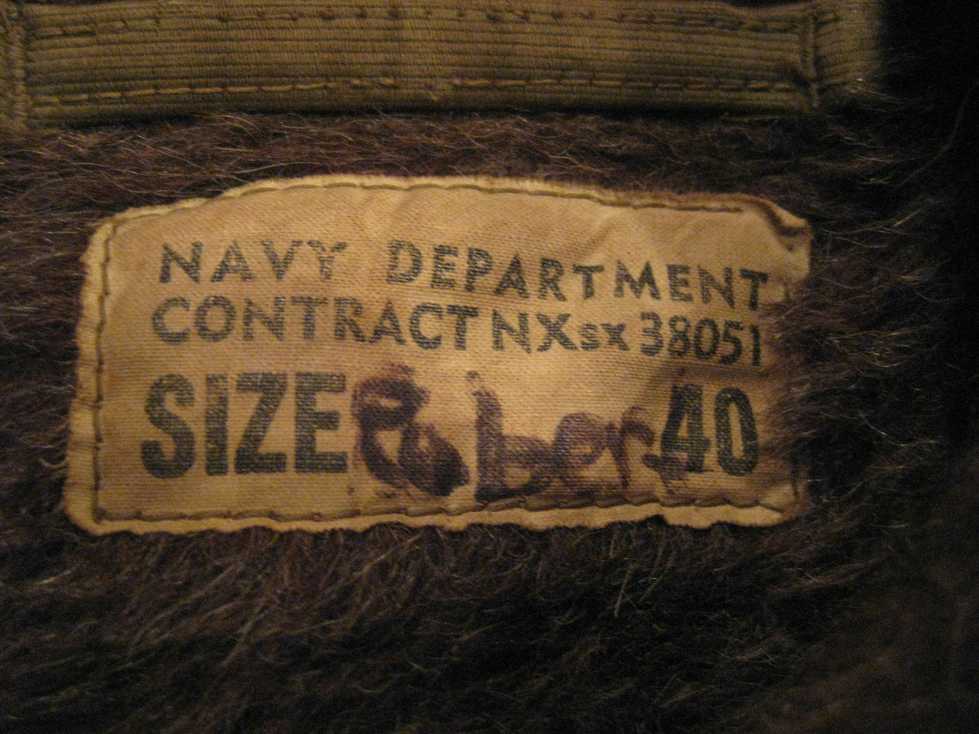 NAVY DEPARTMENT
CONTRACT NXsx 38051
SIZE 40